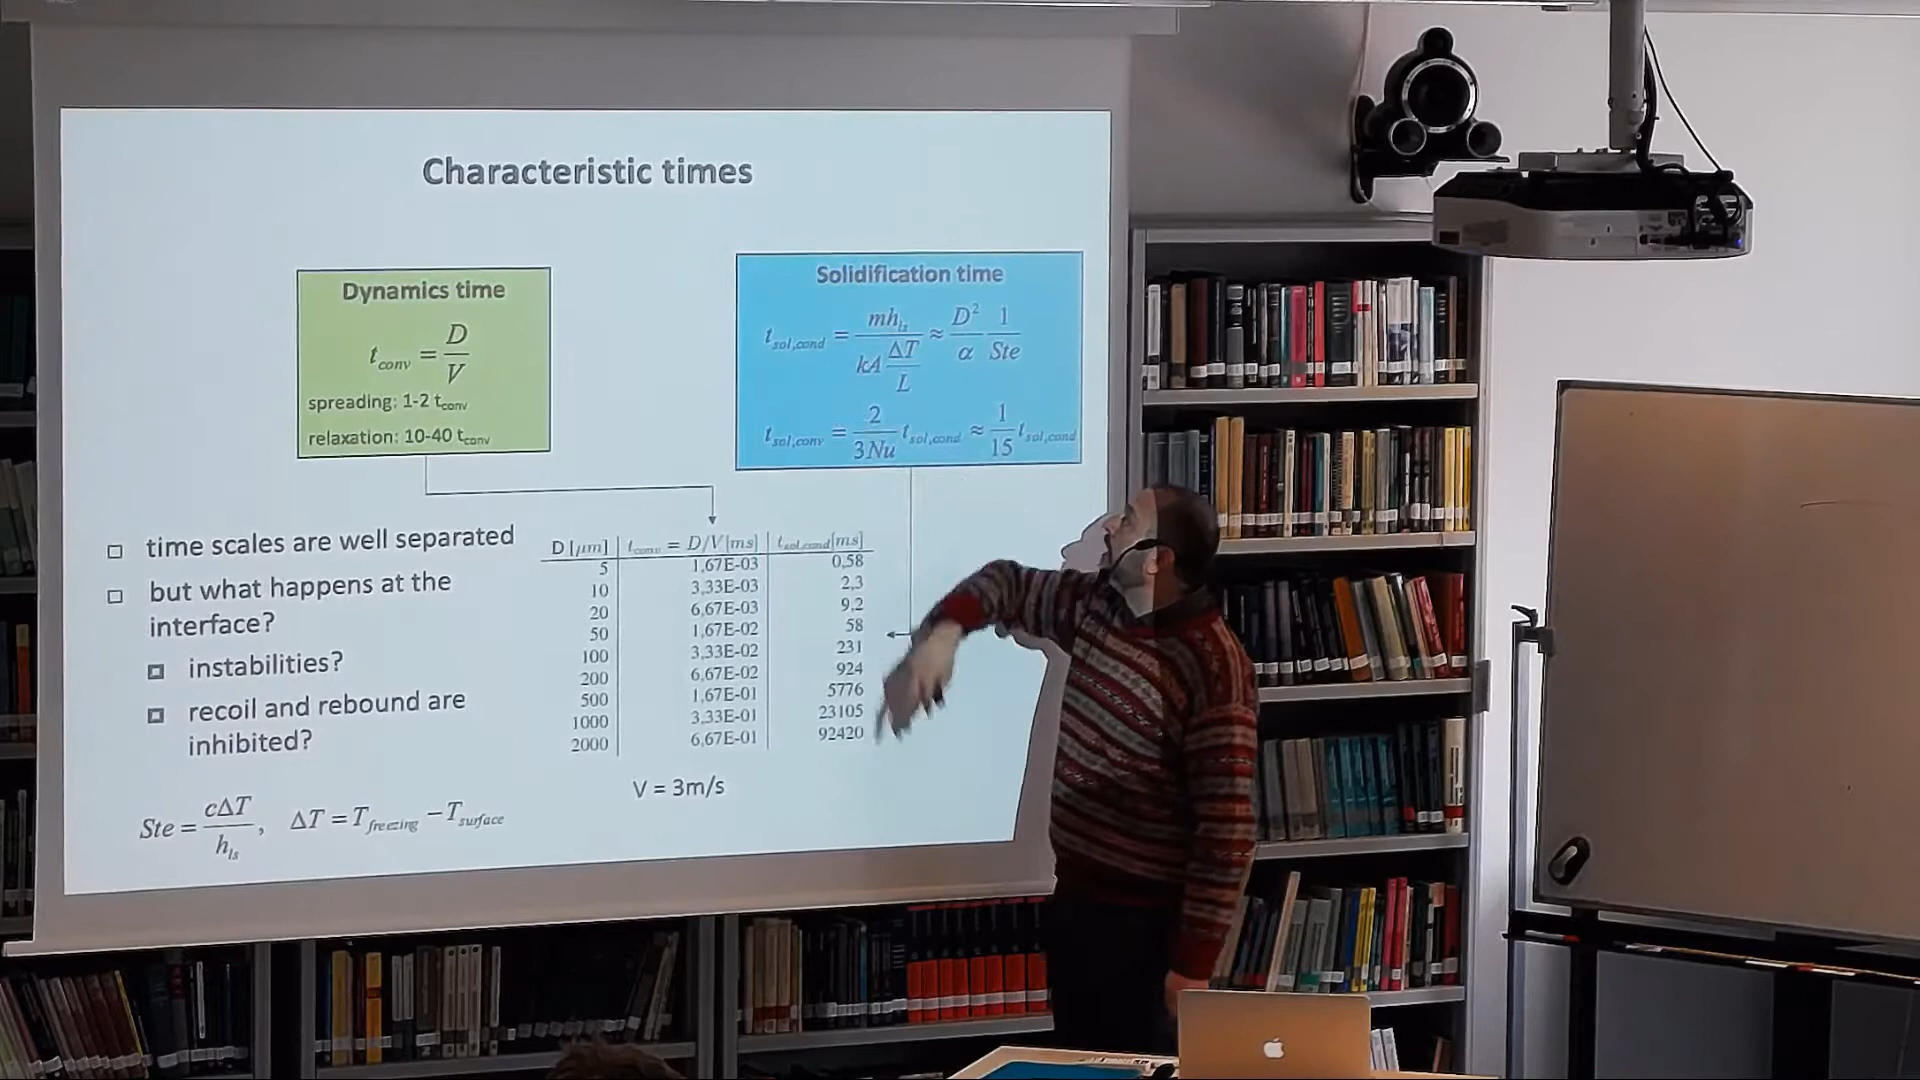 Characteristic times
Dynamics time
t_conv = D/V
spreading: 1-2 t_conv
relaxation: 10-40 t_conv
Solidification time
t_sol,cond = mh_ls / (kA ΔT/L) ≈ D²/α 1/Ste
t_sol,conv = 2/3Nu t_sol,cond ≈ 1/15 t_sol,cond
time scales are well separated
but what happens at the
interface?
instabilities?
recoil and rebound are
inhibited?
Ste = cΔT/h_ls, ΔT = T_freezing − T_surface
D [μm] | t_conv = D/V [ms] | t_sol,cond [ms]
5 1,67E-03 0,58
10 3,33E-03 2,3
20 6,67E-03 9,2
50 1,67E-02 58
100 3,33E-02 231
200 6,67E-02 924
500 1,67E-01 5776
1000 3,33E-01 23105
2000 6,67E-01 92420
V = 3m/s